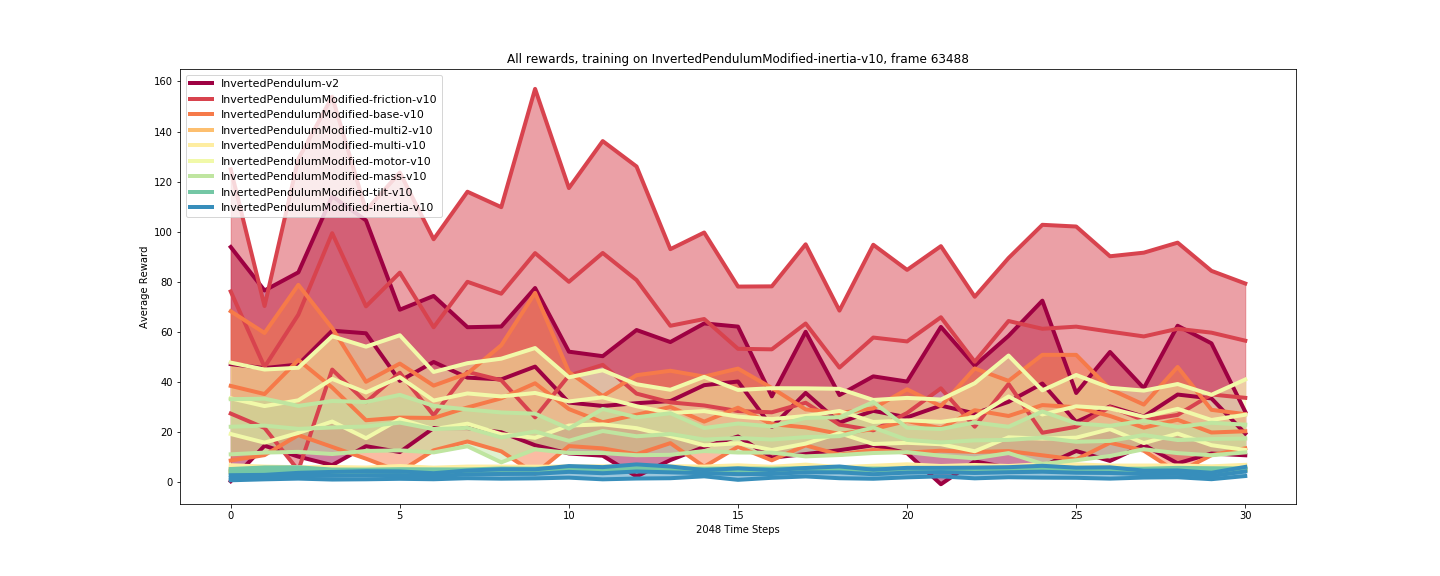 All rewards, training on InvertedPendulumModified-inertia-v10, frame 63488
InvertedPendulum-v2
InvertedPendulumModified-friction-v10
InvertedPendulumModified-base-v10
InvertedPendulumModified-multi2-v10
InvertedPendulumModified-multi-v10
InvertedPendulumModified-motor-v10
InvertedPendulumModified-mass-v10
InvertedPendulumModified-tilt-v10
InvertedPendulumModified-inertia-v10
Average Reward
160
140
120
100
80
60
40
20
0
0 5 10 15 20 25 30
2048 Time Steps